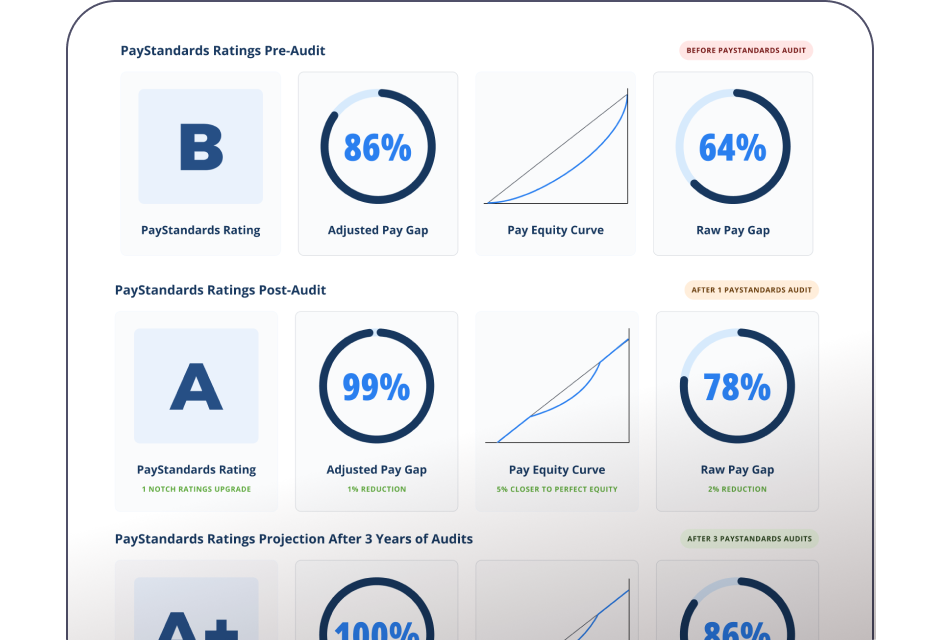 PayStandards Ratings Pre-Audit
BEFORE PAYSTANDARDS AUDIT
B
86%
64%
PayStandards Rating
Adjusted Pay Gap
Pay Equity Curve
Raw Pay Gap
PayStandards Ratings Post-Audit
AFTER 1 PAYSTANDARDS AUDIT
A
99%
78%
PayStandards Rating
Adjusted Pay Gap
Pay Equity Curve
Raw Pay Gap
1 NOTCH RATINGS UPGRADE
1% REDUCTION
5% CLOSER TO PERFECT EQUITY
2% REDUCTION
PayStandards Ratings Projection After 3 Years of Audits
AFTER 3 PAYSTANDARDS AUDITS
A+
100%
86%